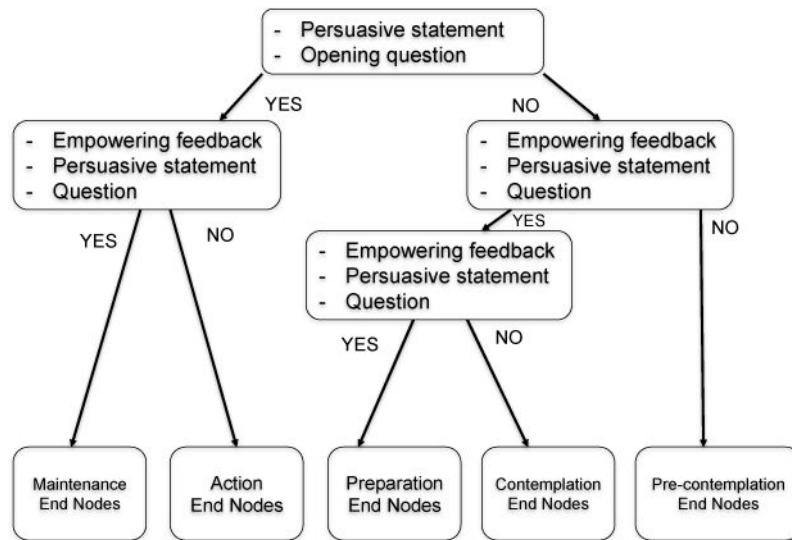 - Persuasive statement
- Opening question
YES
NO
- Empowering feedback
- Persuasive statement
- Question
- Empowering feedback
- Persuasive statement
- Question
YES
NO
YES
NO
- Empowering feedback
- Persuasive statement
- Question
YES
NO
Maintenance
End Nodes
Action
End Nodes
Preparation
End Nodes
Contemplation
End Nodes
Pre-contemplation
End Nodes